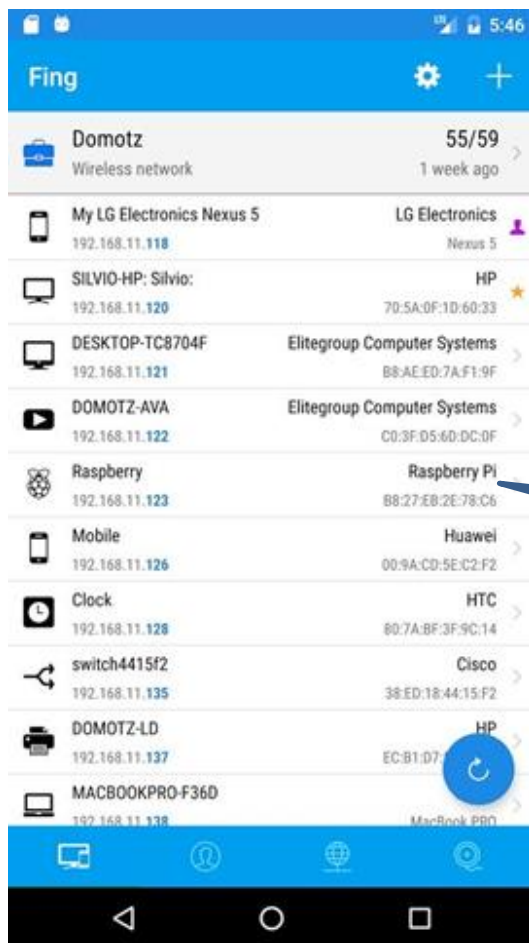 LTE 5:46
Fing
Domotz 55/59
Wireless network 1 week ago
My LG Electronics Nexus 5 LG Electronics
192.168.11.118 Nexus 5
SILVIO-HP: Silvio: HP
192.168.11.120 70:5A:0F:1D:60:33
DESKTOP-TC8704F Elitegroup Computer Systems
192.168.11.121 B8:AE:ED:7A:F1:9F
DOMOTZ-AVA Elitegroup Computer Systems
192.168.11.122 C0:3F:D5:6D:DC:0F
Raspberry Raspberry Pi
192.168.11.123 B8:27:EB:2E:78:C6
Mobile Huawei
192.168.11.126 00:9A:CD:5E:C2:F2
Clock HTC
192.168.11.128 80:7A:BF:3F:9C:14
switch4415f2 Cisco
192.168.11.135 38:ED:18:44:15:F2
DOMOTZ-LD HP
192.168.11.137 EC:B1:D7:
MACBOOKPRO-F36D
192.168.11.138 MacBook PRO